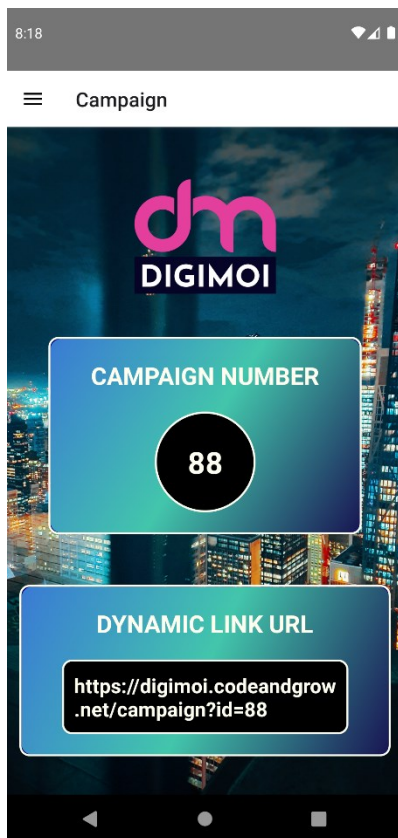 8:18
Campaign
dm
DIGIMOI
CAMPAIGN NUMBER
88
DYNAMIC LINK URL
https://digimoi.codeandgrow
.net/campaign?id=88